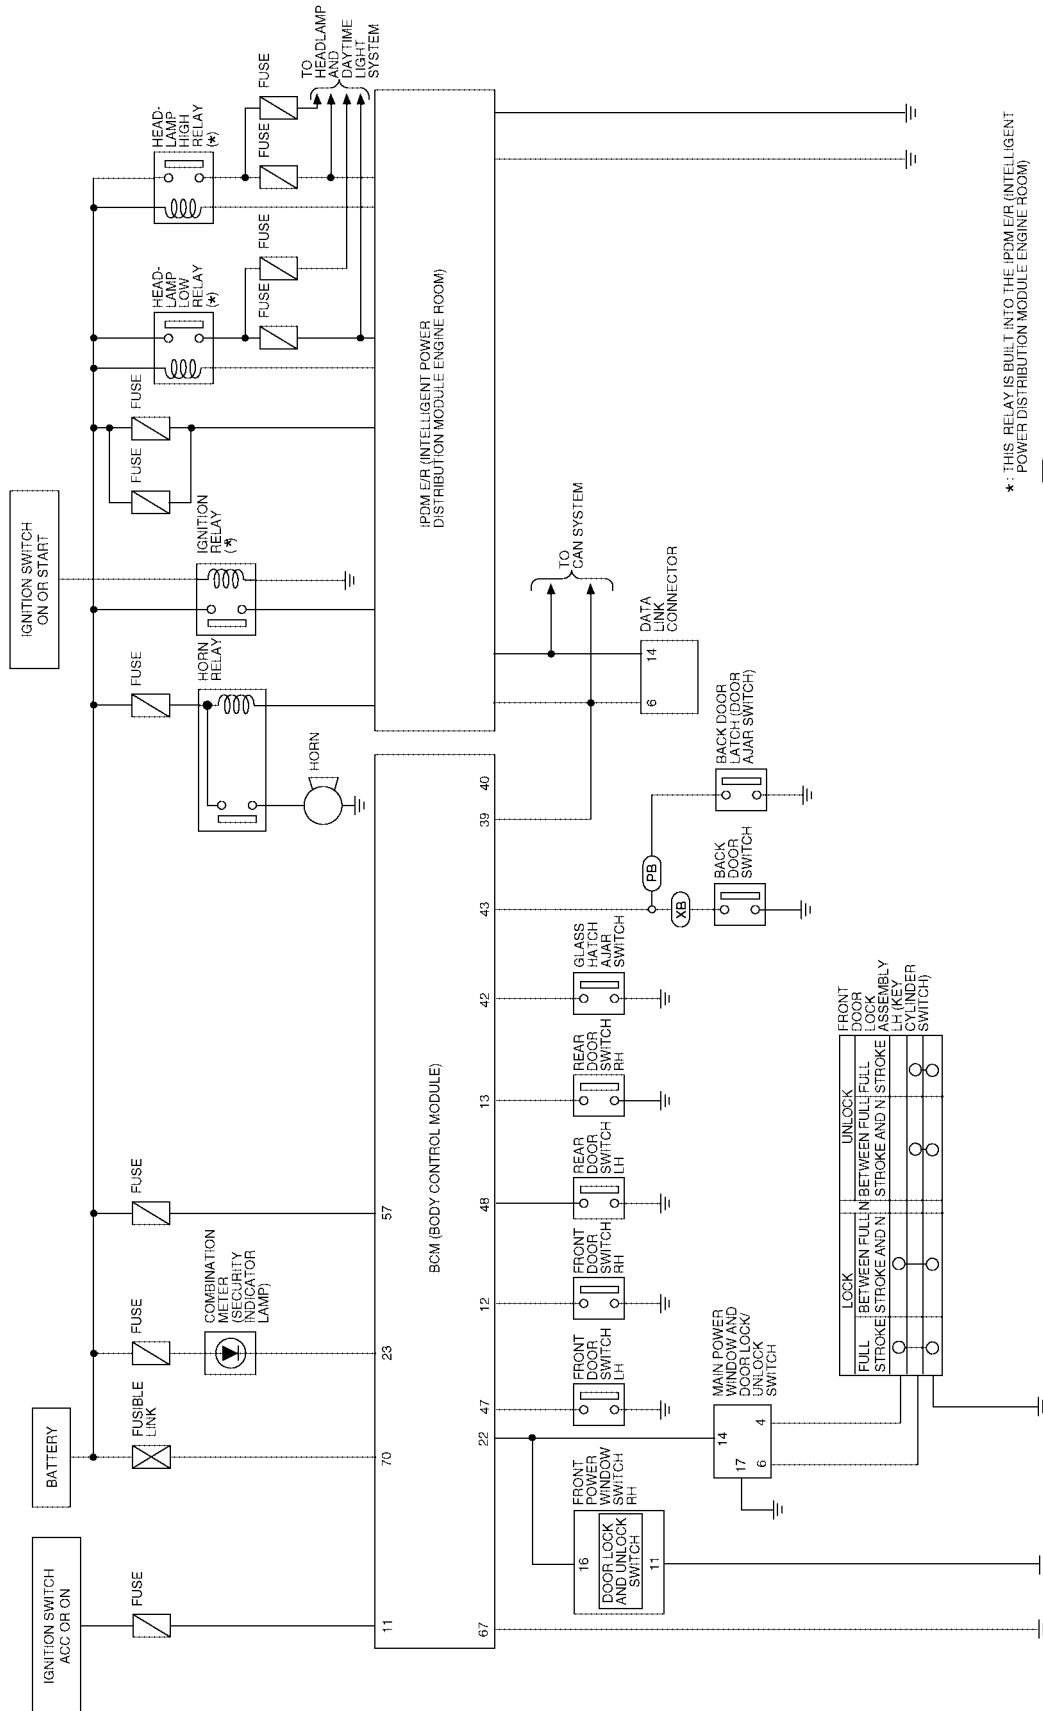 IGNITION SWITCH
ACC OR ON
BATTERY
IGNITION SWITCH
ON OR START
FUSE
FUSIBLE
LINK
FUSE
COMBINATION
METER
(SECURITY
INDICATOR
LAMP)
FUSE
FUSE
HORN
RELAY
HORN
IGNITION
RELAY
(*)
FUSE
FUSE
HEAD-
LAMP
LOW
RELAY
(*)
FUSE
FUSE
HEAD-
LAMP
HIGH
RELAY
(*)
FUSE
FUSE
TO
HEADLAMP
AND
DAYTIME
LIGHT
SYSTEM
11
70
23
57
BCM (BODY CONTROL MODULE)
IPDM E/R (INTELLIGENT POWER
DISTRIBUTION MODULE ENGINE ROOM)
67
22
47
12
48
13
42
43
39
40
FRONT
POWER
WINDOW
SWITCH
RH
16
DOOR LOCK
AND UNLOCK
SWITCH
11
FRONT
DOOR
SWITCH
LH
FRONT
DOOR
SWITCH
RH
REAR
DOOR
SWITCH
LH
REAR
DOOR
SWITCH
RH
GLASS
HATCH
AJAR
SWITCH
PB
XB
BACK
DOOR
SWITCH
BACK DOOR
LATCH (DOOR
AJAR SWITCH)
TO
CAN SYSTEM
6
14
DATA
LINK
CONNECTOR
14
17
6
4
MAIN POWER
WINDOW AND
DOOR LOCK/
UNLOCK
SWITCH
LOCK
UNLOCK
FULL
STROKE
BETWEEN FULL
STROKE AND N
N
BETWEEN FULL
STROKE AND N
FULL
STROKE
FRONT
DOOR
LOCK
ASSEMBLY
LH (KEY
CYLINDER
SWITCH)
* : THIS RELAY IS BUILT INTO THE IPDM E/R (INTELLIGENT
POWER DISTRIBUTION MODULE ENGINE ROOM)